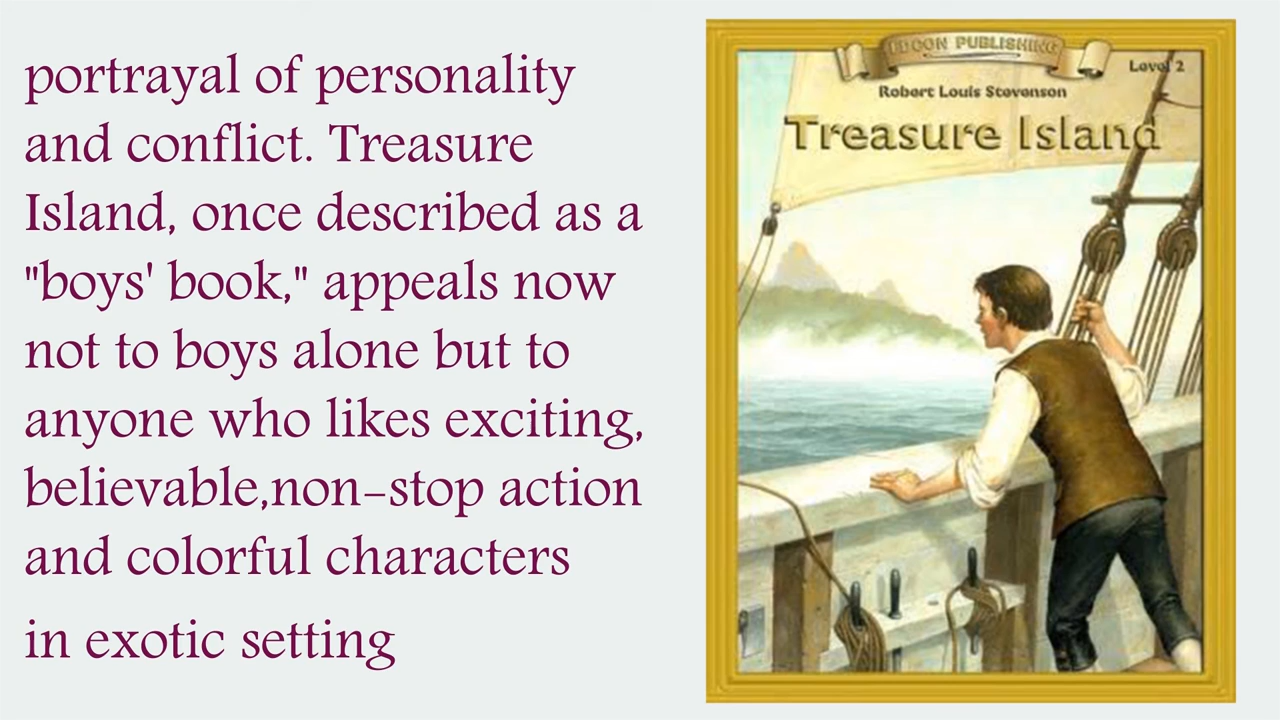 portrayal of personality
and conflict. Treasure
Island, once described as a
"boys' book," appeals now
not to boys alone but to
anyone who likes exciting,
believable,non-stop action
and colorful characters
in exotic setting
EDCON PUBLISHING
Level 2
Robert Louis Stevenson
Treasure Island